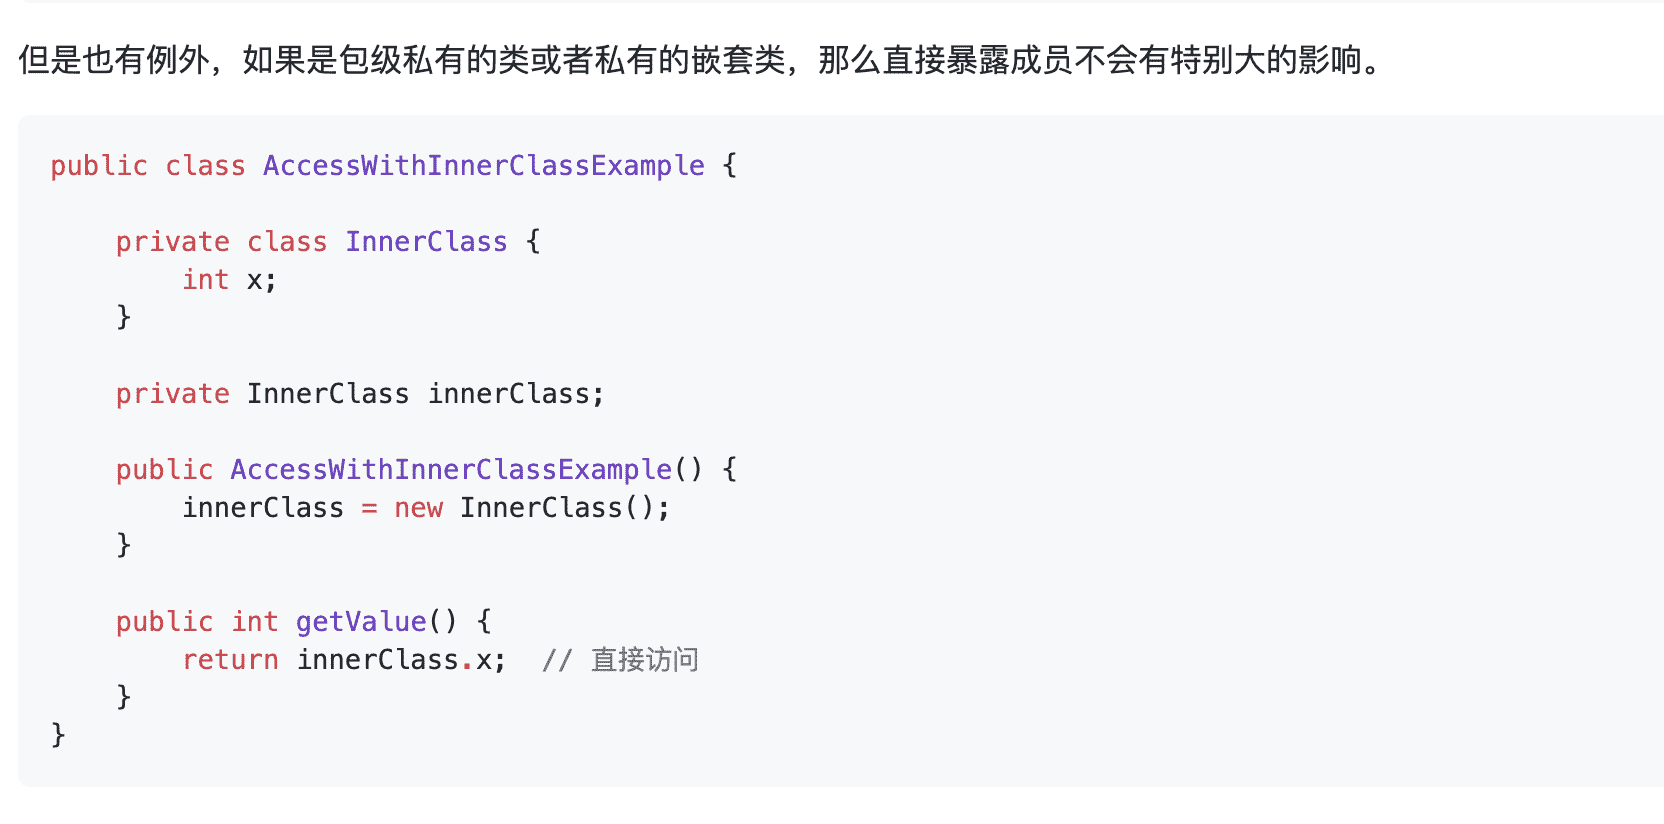 但是也有例外，如果是包级私有的类或者私有的嵌套类，那么直接暴露成员不会有特别大的影响。
public class AccessWithInnerClassExample {
private class InnerClass {
int x;
}
private InnerClass innerClass;
public AccessWithInnerClassExample() {
innerClass = new InnerClass();
}
public int getValue() {
return innerClass.x;  // 直接访问
}
}